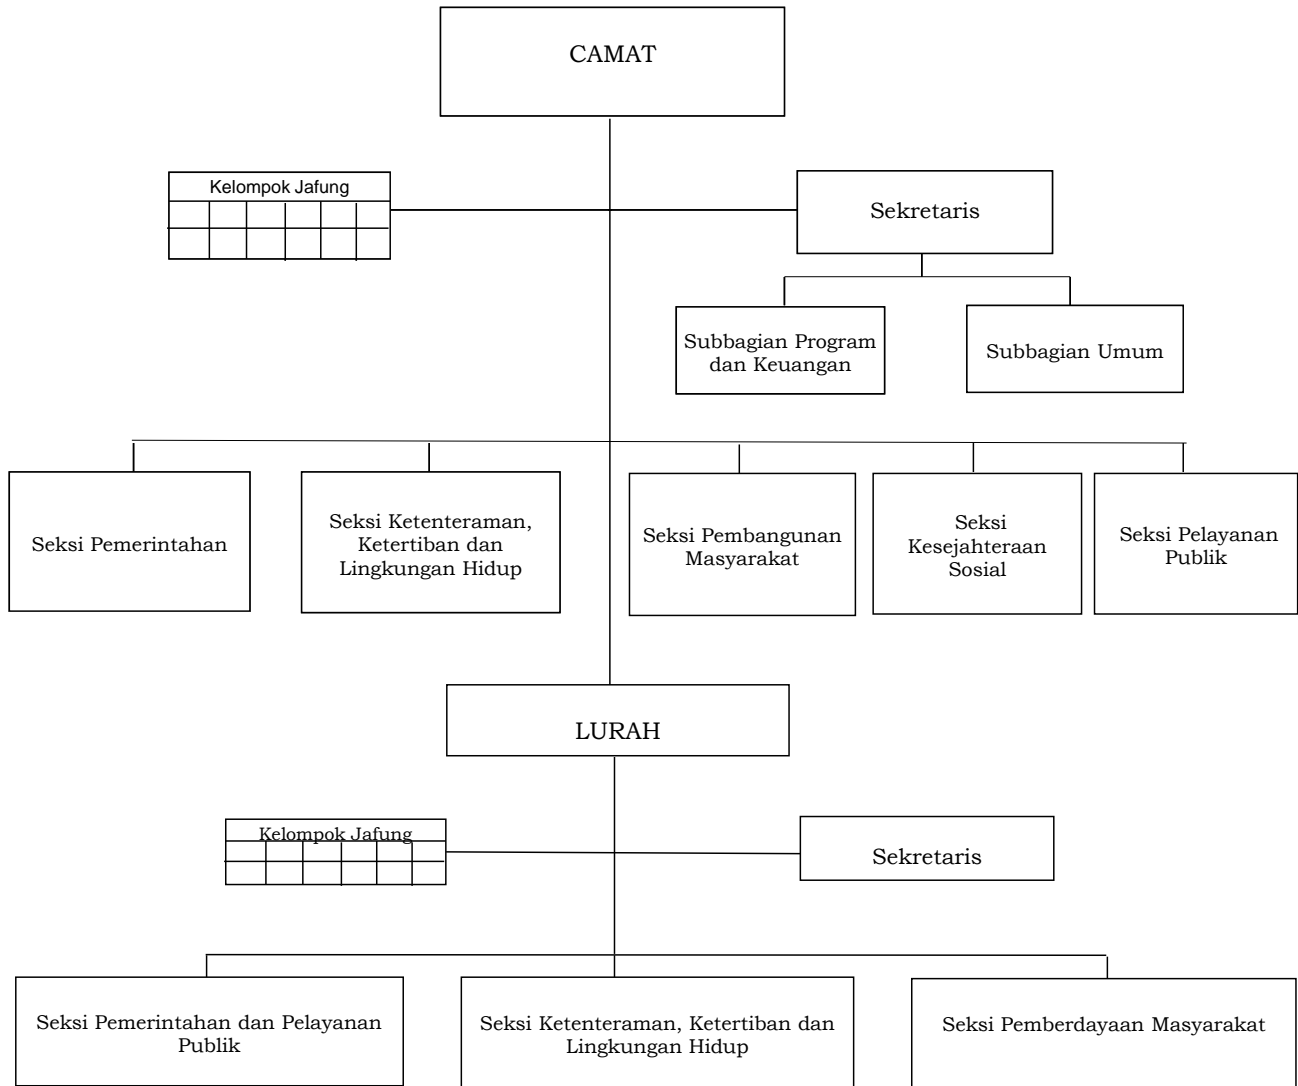 CAMAT
Kelompok Jafung
Sekretaris
Subbagian Program
dan Keuangan
Subbagian Umum
Seksi Pemerintahan
Seksi Ketenteraman,
Ketertiban dan
Lingkungan Hidup
Seksi Pembangunan
Masyarakat
Seksi
Kesejahteraan
Sosial
Seksi Pelayanan
Publik
LURAH
Kelompok Jafung
Sekretaris
Seksi Pemerintahan dan Pelayanan
Publik
Seksi Ketenteraman, Ketertiban dan
Lingkungan Hidup
Seksi Pemberdayaan Masyarakat